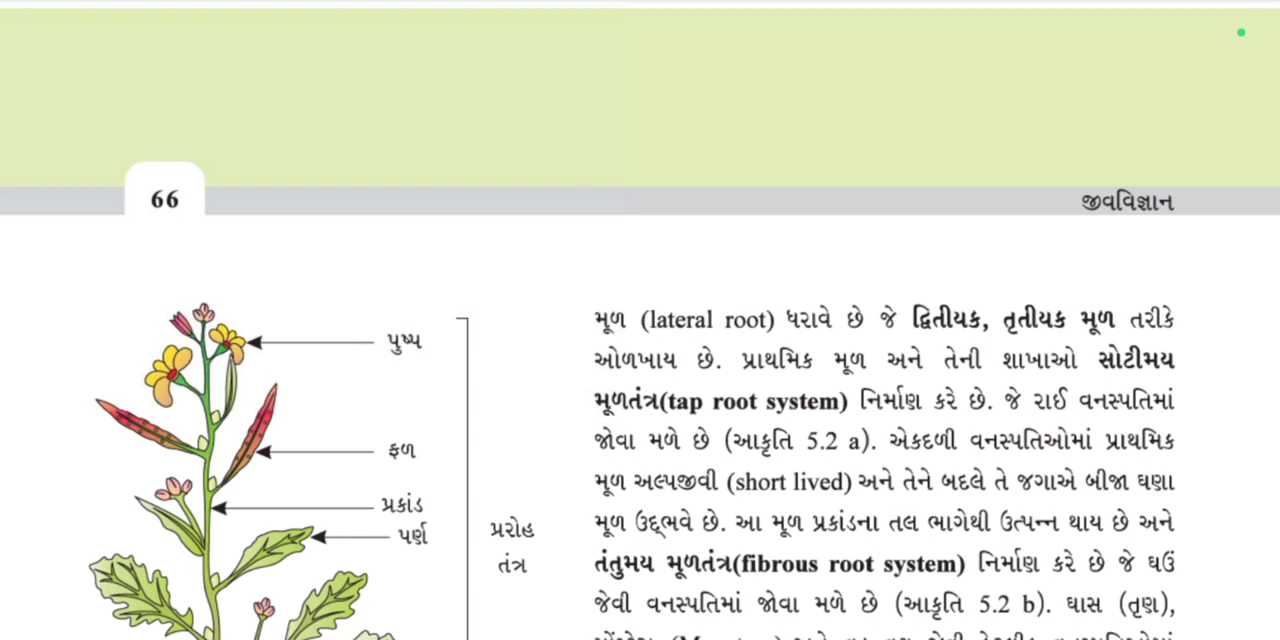 66
જીવવિજ્ઞાન
પુષ્પ
ફળ
પ્રકાંડ
પર્ણ
પ્રરોહ
તંત્ર
મૂળ (lateral root) ધરાવે છે જે દ્વિતીયક, તૃતીયક મૂળ તરીકે
ઓળખાય છે. પ્રાથમિક મૂળ અને તેની શાખાઓ સોટીમય
મૂળતંત્ર(tap root system) નિર્માણ કરે છે. જે રાઈ વનસ્પતિમાં
જોવા મળે છે (આકૃતિ 5.2 a). એકદળી વનસ્પતિઓમાં પ્રાથમિક
મૂળ અલ્પજીવી (short lived) અને તેને બદલે તે જગાએ બીજા ઘણા
મૂળ ઉદ્દભવે છે. આ મૂળ પ્રકાંડના તલ ભાગેથી ઉત્પન્ન થાય છે અને
તંતુમય મૂળતંત્ર(fibrous root system) નિર્માણ કરે છે જે ઘઉં
જેવી વનસ્પતિમાં જોવા મળે છે (આકૃતિ 5.2 b). ઘાસ (તૃણ),